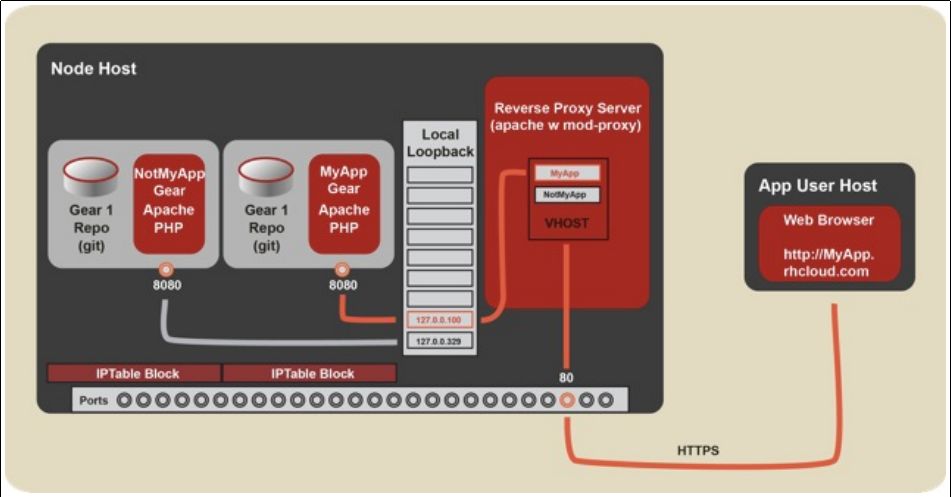 Node Host
NotMyApp
Gear
Apache
PHP
Gear 1
Repo
(git)
8080
MyApp
Gear
Apache
PHP
Gear 1
Repo
(git)
8080
Local
Loopback
127.0.0.100
127.0.0.329
Reverse Proxy Server
(apache w mod-proxy)
MyApp
NotMyApp
VHOST
80
IPTable Block
IPTable Block
Ports
App User Host
Web Browser
http://MyApp.
rhcloud.com
HTTPS